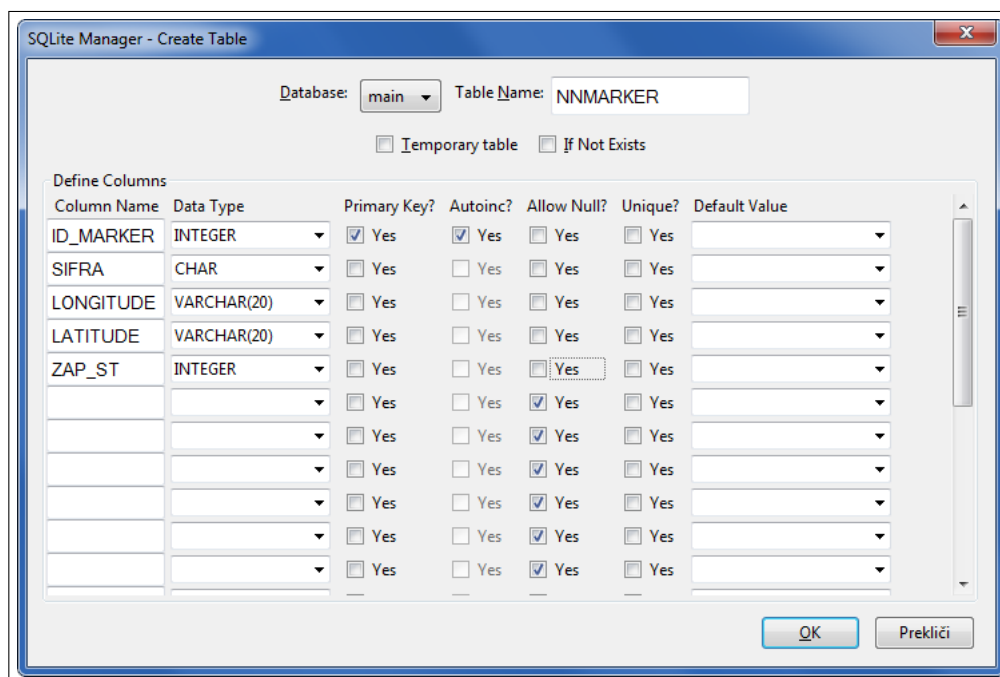 SQLite Manager - Create Table
Database: main Table Name: NNMARKER
Temporary table If Not Exists
Define Columns
Column Name Data Type Primary Key? Autoinc? Allow Null? Unique? Default Value
ID_MARKER INTEGER Yes Yes Yes Yes
SIFRA CHAR Yes Yes Yes Yes
LONGITUDE VARCHAR(20) Yes Yes Yes Yes
LATITUDE VARCHAR(20) Yes Yes Yes Yes
ZAP_ST INTEGER Yes Yes Yes Yes
Yes Yes Yes Yes
Yes Yes Yes Yes
Yes Yes Yes Yes
Yes Yes Yes Yes
Yes Yes Yes Yes
Yes Yes Yes Yes
OK Prekliči